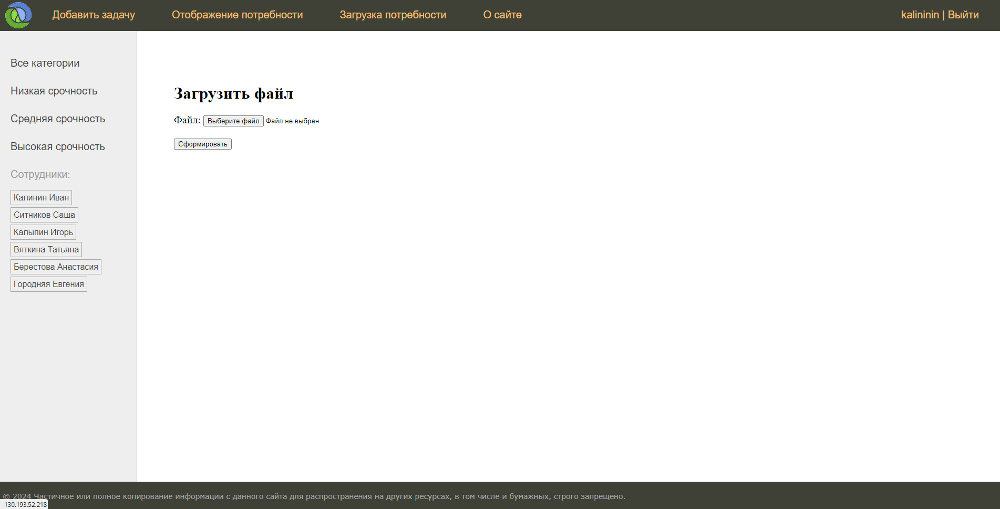 Добавить задачу
Отображение потребности
Загрузка потребности
О сайте
kalininin | Выйти
Все категории
Низкая срочность
Средняя срочность
Высокая срочность
Сотрудники:
Калинин Иван
Ситников Саша
Калыпин Игорь
Вяткина Татьяна
Берестова Анастасия
Городняя Евгения
Загрузить файл
Файл: Выберите файл Файл не выбран
Сформировать
© 2024 Частичное или полное копирование информации с данного сайта для распространения на других ресурсах, в том числе и бумажных, строго запрещено.
130.193.52.218